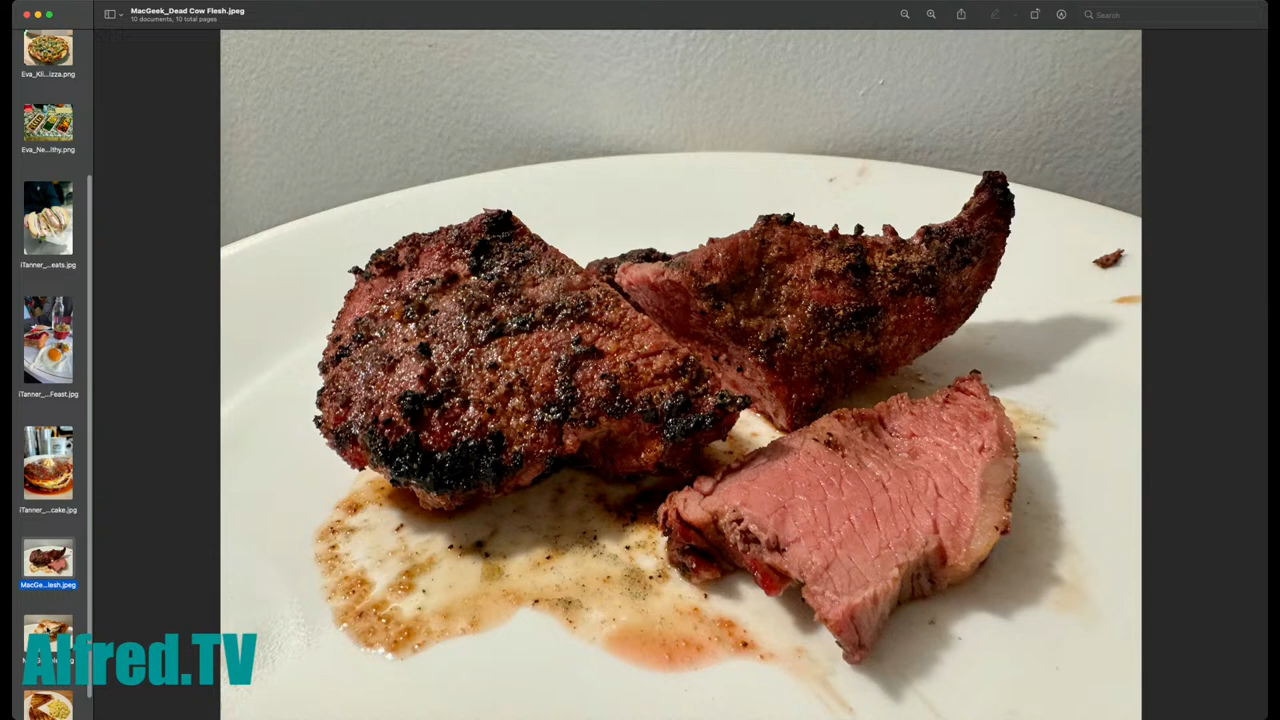 MacGeek_Dead Cow Flesh.jpeg
10 documents, 10 total pages
Search
Eva_Kli...izza.png
Eva_Ne...lthy.png
iTanner_...eats.jpg
iTanner_...Feast.jpg
iTanner_...cake.jpg
MacGe...lesh.jpeg
Alfred.TV